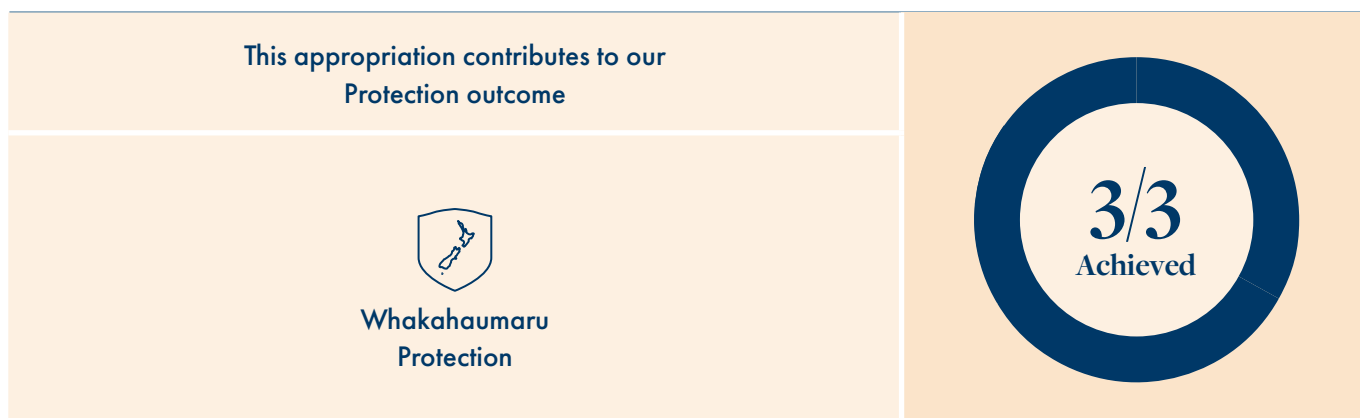 This appropriation contributes to our
Protection outcome
Whakahaumaru
Protection
3/3
Achieved